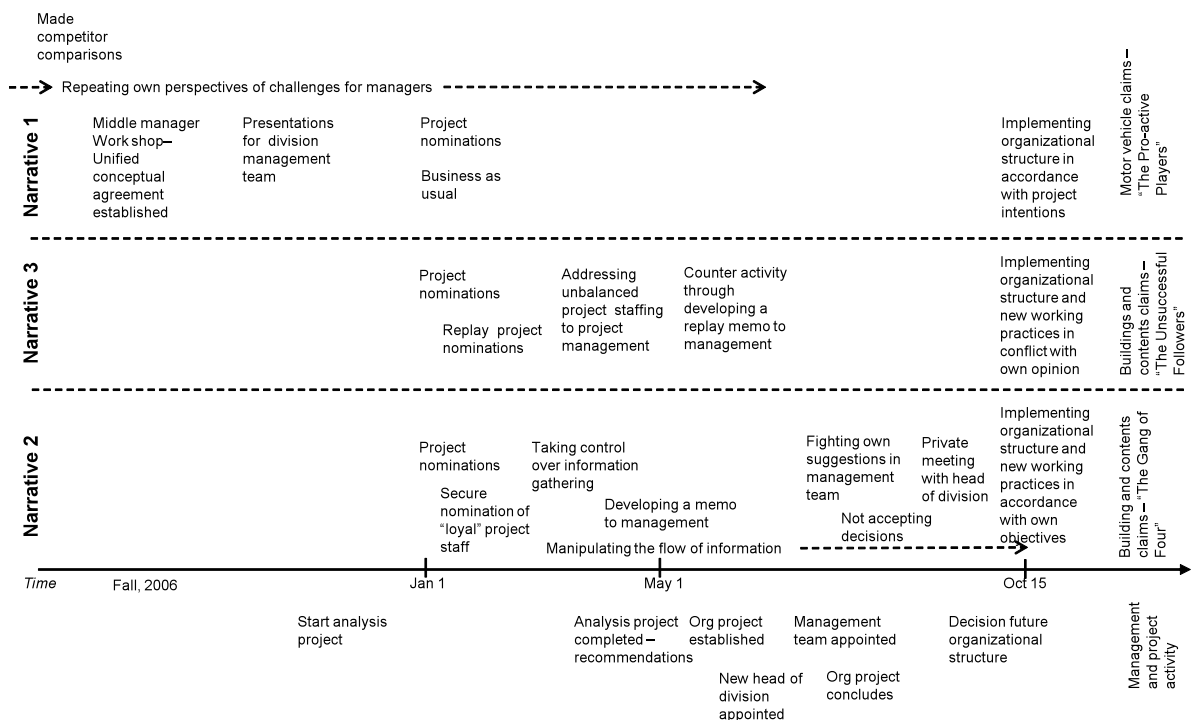 Made
competitor
comparisons
Repeating own perspectives of challenges for managers
Narrative 1
Middle manager
Work shop–
Unified
conceptual
agreement
established
Presentations
for division
management
team
Project
nominations
Business as
usual
Implementing
organizational
structure in
accordance
with project
intentions
Motor vehicle claims –
“The Pro-active
Players”
Narrative 3
Project
nominations
Replay project
nominations
Addressing
unbalanced
project staffing
to project
management
Counter activity
through
developing a
replay memo to
management
Implementing
organizational
structure and
new working
practices in
conflict with
own opinion
Buildings and
contents claims –
“The Unsuccessful
Followers”
Narrative 2
Project
nominations
Secure
nomination of
“loyal” project
staff
Taking control
over information
gathering
Developing a memo
to management
Manipulating the flow of information
Fighting own
suggestions in
management
team
Not accepting
decisions
Private
meeting
with head
of division
Implementing
organizational
structure and
new working
practices in
accordance
with own
objectives
Building and contents
claims – “The Gang of
Four”
Time
Fall, 2006
Jan 1
May 1
Oct 15
Start analysis
project
Analysis project
completed –
recommendations
Org project
established
New head of
division
appointed
Management
team appointed
Org project
concludes
Decision future
organizational
structure
Management
and project
activity